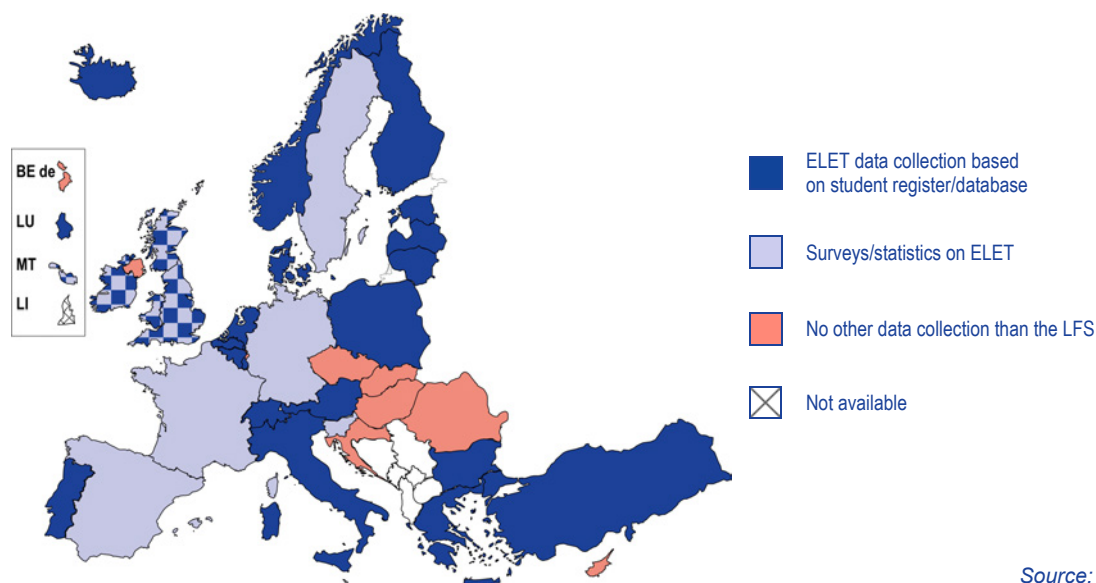 BE de
LU
MT
LI
ELET data collection based
on student register/database
Surveys/statistics on ELET
No other data collection than the LFS
Not available
Source: